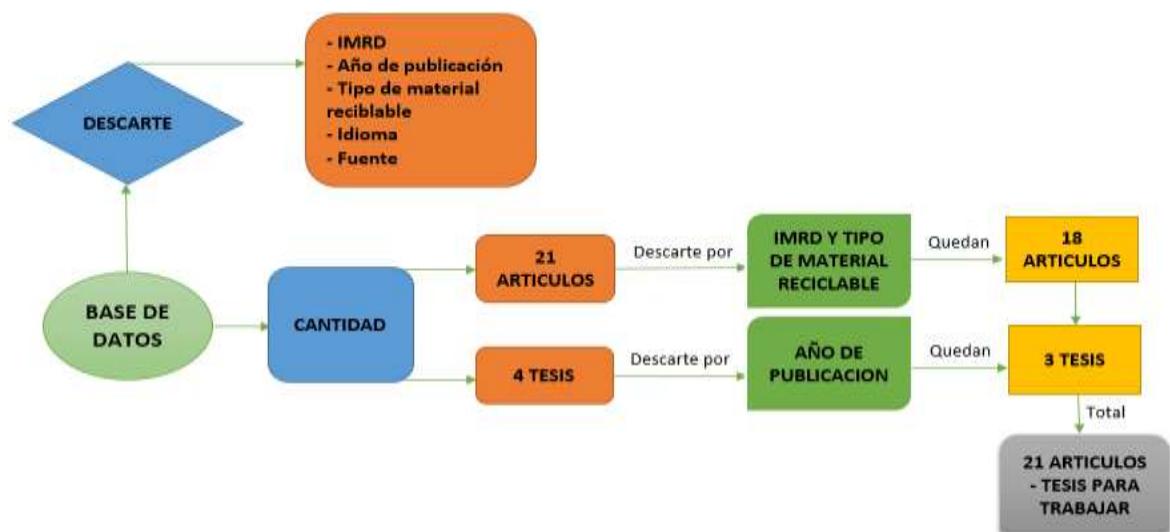 - IMRD
- Año de publicación
- Tipo de material
reciblable
- Idioma
- Fuente
DESCARTE
BASE DE
DATOS
CANTIDAD
21
ARTICULOS
Descarte por
IMRD Y TIPO
DE MATERIAL
RECICLABLE
Quedan
18
ARTICULOS
4 TESIS
Descarte por
AÑO DE
PUBLICACION
Quedan
3 TESIS
Total
21 ARTICULOS
- TESIS PARA
TRABAJAR